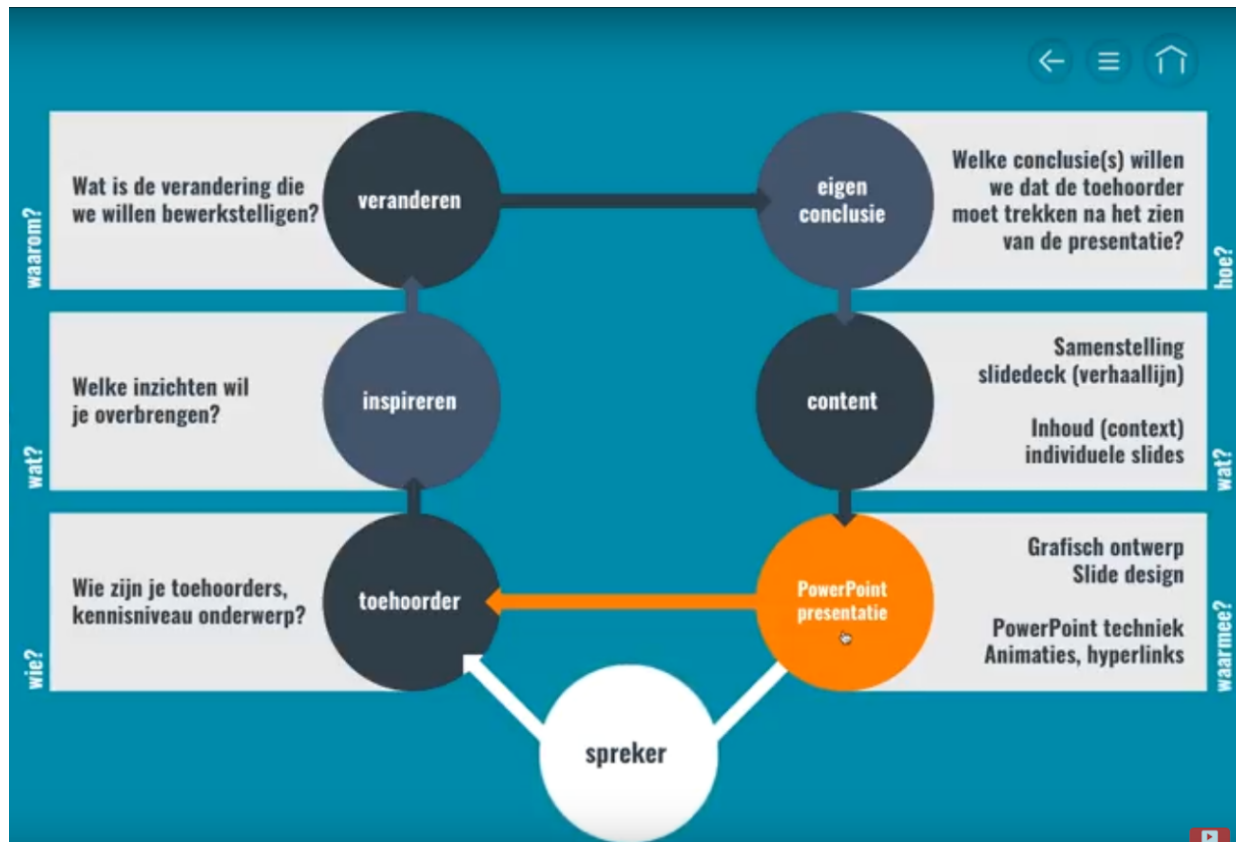 waarom?
Wat is de verandering die
we willen bewerkstelligen?
veranderen
eigen
conclusie
Welke conclusie(s) willen
we dat de toehoorder
moet trekken na het zien
van de presentatie?
hoe?
wat?
Welke inzichten wil
je overbrengen?
inspireren
content
Samenstelling
slidedeck (verhaallijn)
Inhoud (context)
individuele slides
wat?
wie?
Wie zijn je toehoorders,
kennisniveau onderwerp?
toehoorder
PowerPoint
presentatie
Grafisch ontwerp
Slide design
PowerPoint techniek
Animaties, hyperlinks
waarmee?
spreker